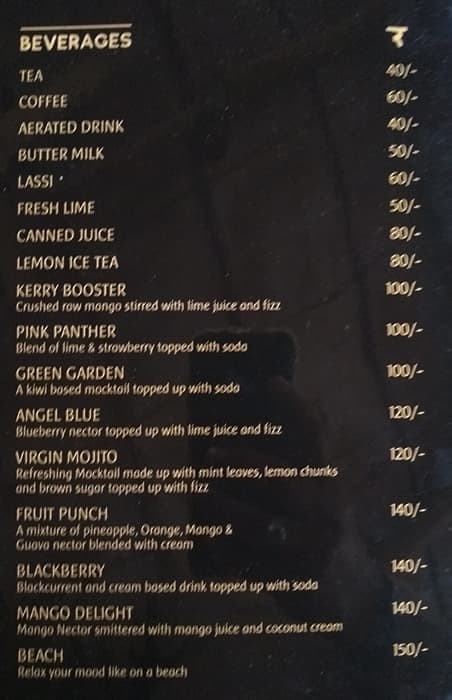 BEVERAGES ₹
TEA 40/-
COFFEE 60/-
AERATED DRINK 40/-
BUTTER MILK 50/-
LASSI 60/-
FRESH LIME 50/-
CANNED JUICE 80/-
LEMON ICE TEA 80/-
KERRY BOOSTER 100/-
Crushed raw mango stirred with lime juice and fizz
PINK PANTHER 100/-
Blend of lime & strawberry topped with soda
GREEN GARDEN 100/-
A kiwi based mocktail topped up with soda
ANGEL BLUE 120/-
Blueberry nector topped up with lime juice and fizz
VIRGIN MOJITO 120/-
Refreshing Mocktail made up with mint leaves, lemon chunks
and brown sugar topped up with fizz
FRUIT PUNCH 140/-
A mixture of pineapple, Orange, Mango &
Guava nector blended with cream
BLACKBERRY 140/-
Blackcurrent and cream based drink topped up with soda
MANGO DELIGHT 140/-
Mango Nector smittered with mango juice and coconut cream
BEACH 150/-
Relax your mood like on a beach